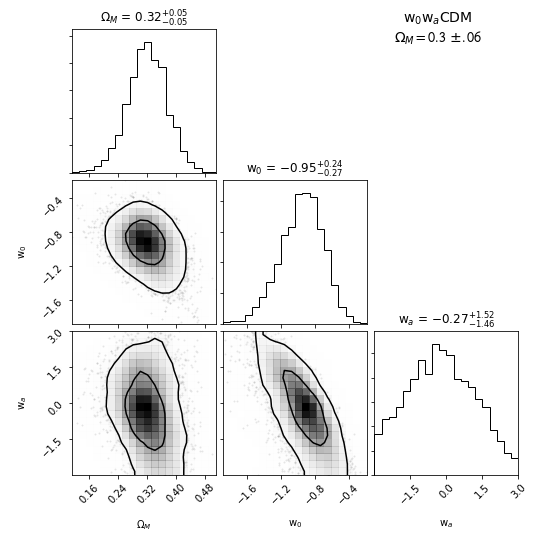 Ω_M = 0.32^{+0.05}_{-0.05}
w₀wₐCDM
Ω_M=0.3 ±.06
w₀ = −0.95^{+0.24}_{-0.27}
−0.4
−0.8
−1.2
−1.6
w₀
wₐ = −0.27^{+1.52}_{-1.46}
3.0
1.5
0.0
−1.5
wₐ
0.16 0.24 0.32 0.40 0.48
−1.6 −1.2 −0.8 −0.4
−1.5 0.0 1.5 3.0
Ω_M w₀ wₐ